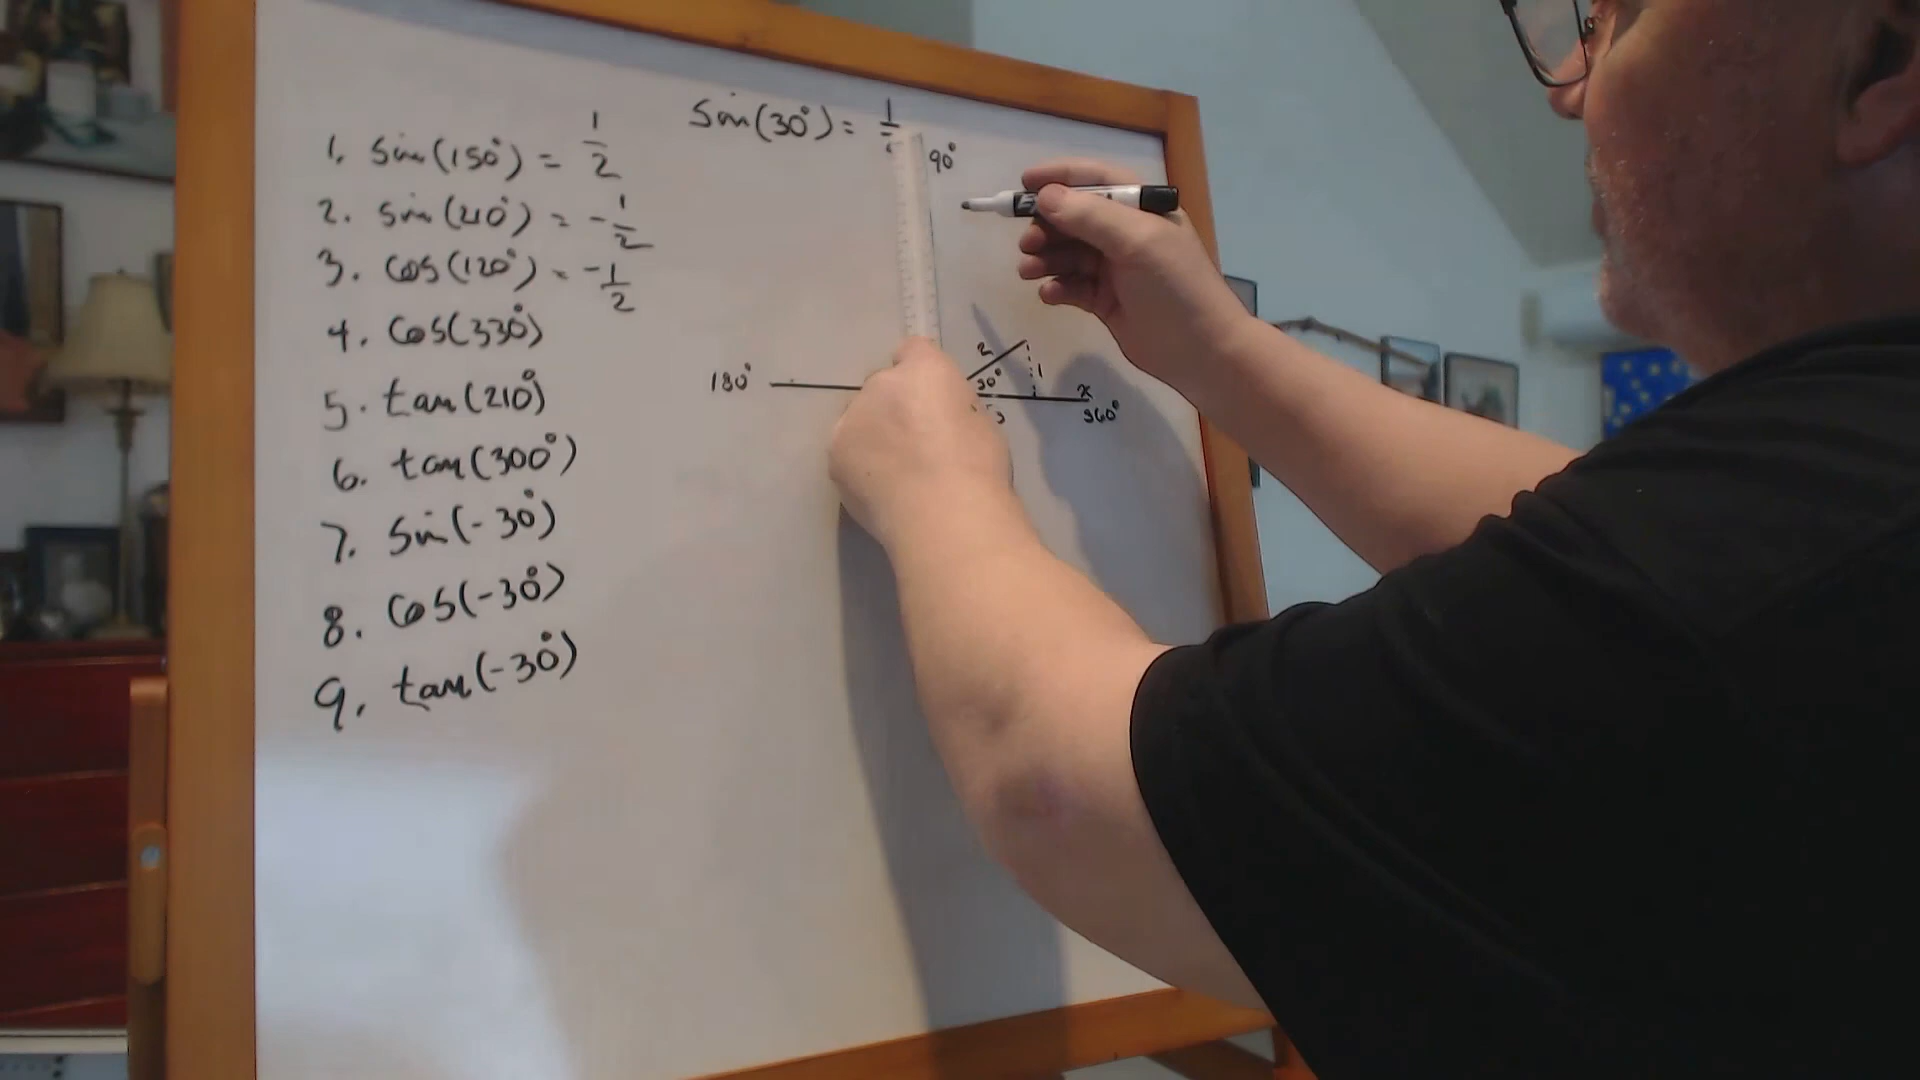 sin(30°) = 1/2
1. sin(150°) = 1/2
2. sin(210°) = -1/2
3. cos(120°) = -1/2
4. cos(330°)
5. tan(210°)
6. tan(300°)
7. sin(-30°)
8. cos(-30°)
9. tan(-30°)
90°
180°
2
30°
1
x
360°